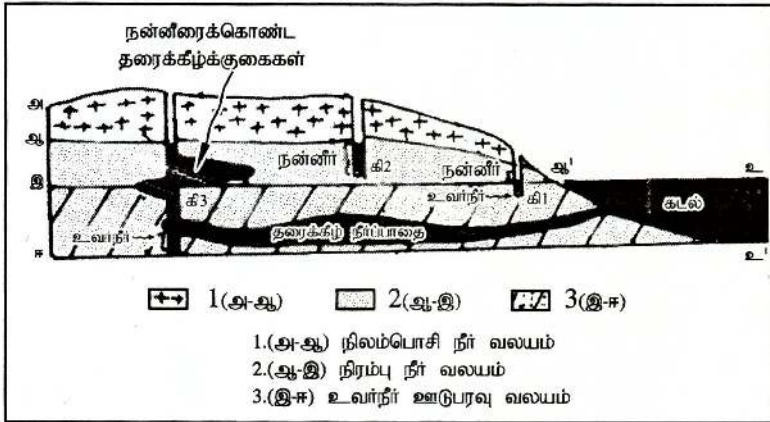 நன்னீரைக்கொண்ட
தரைக்கீழ்க்குகைகள்
அ
ஆ
நன்னீர்
கி2
நன்னீர்
ஆ¹
இ
உ
கி3
உவர்நீர்
கி1
கடல்
உவர்நீர்
தரைக்கீழ் நீர்ப்பாதை
ஈ
உ¹
1(அ-ஆ) 2(ஆ-இ) 3(இ-ஈ)
1.(அ-ஆ) நிலம்பொசி நீர் வலயம்
2.(ஆ-இ) நிரம்பு நீர் வலயம்
3.(இ-ஈ) உவர்நீர் ஊடுபரவு வலயம்